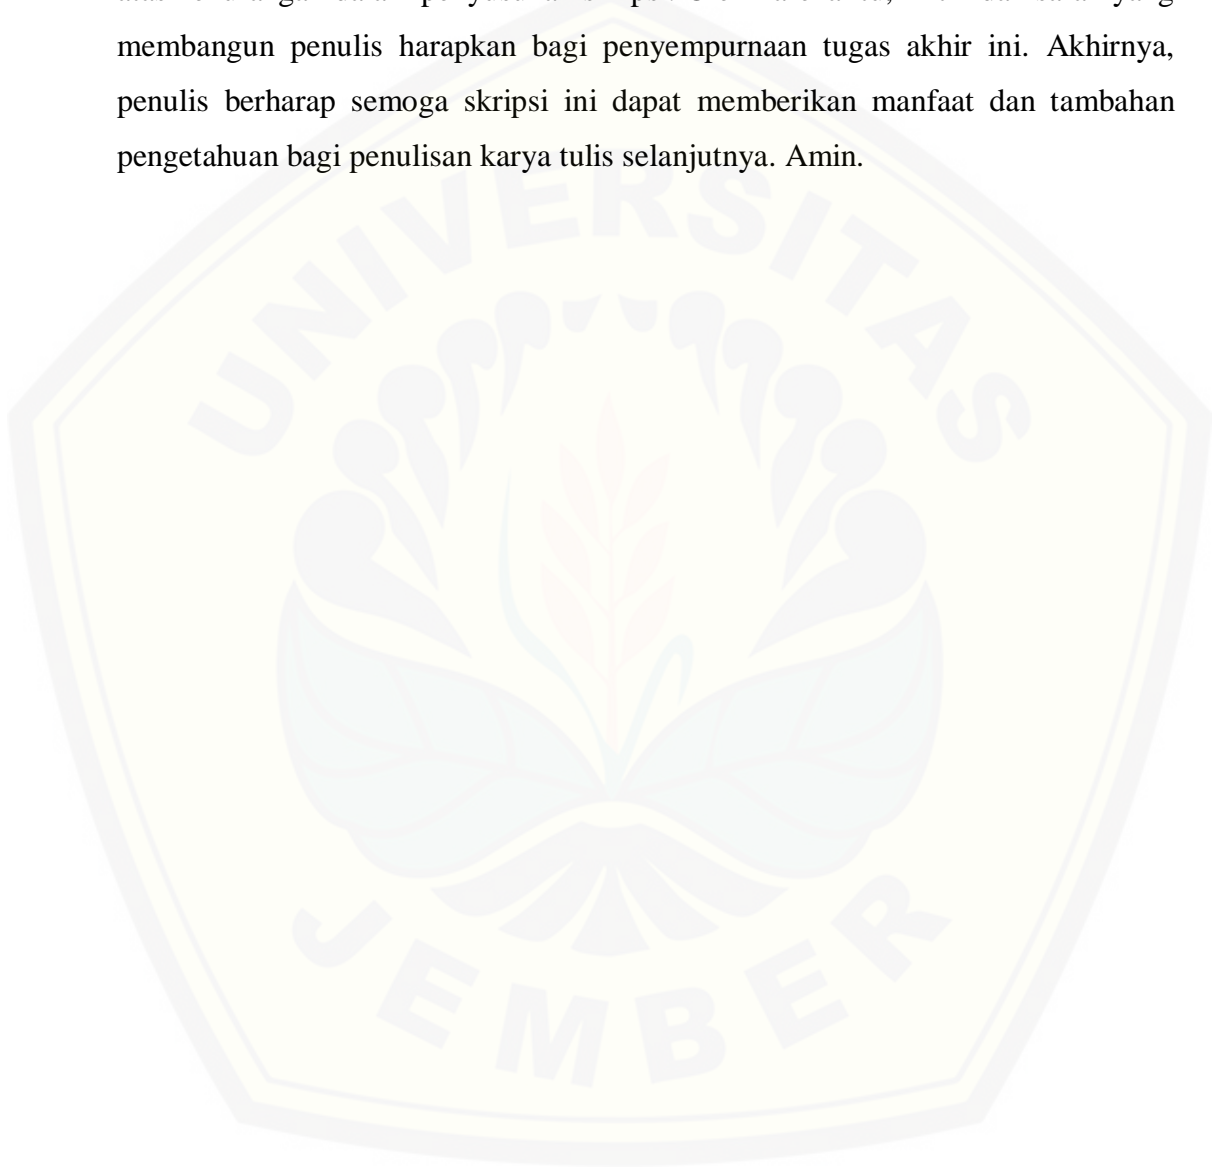 membangun penulis harapkan bagi penyempurnaan tugas akhir ini. Akhirnya,
penulis berharap semoga skripsi ini dapat memberikan manfaat dan tambahan
pengetahuan bagi penulisan karya tulis selanjutnya. Amin.
UNIVERSITAS
JEMBER